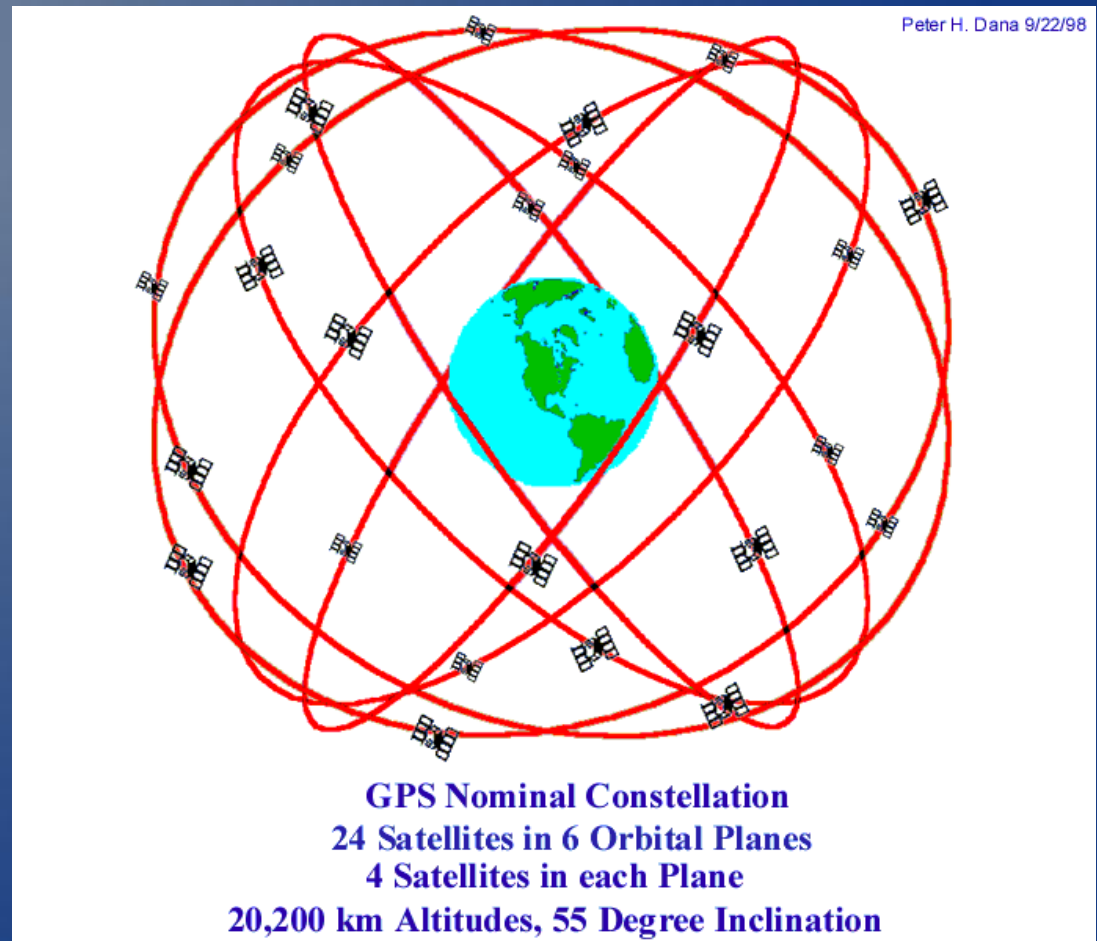 Peter H. Dana 9/22/98
GPS Nominal Constellation
24 Satellites in 6 Orbital Planes
4 Satellites in each Plane
20,200 km Altitudes, 55 Degree Inclination